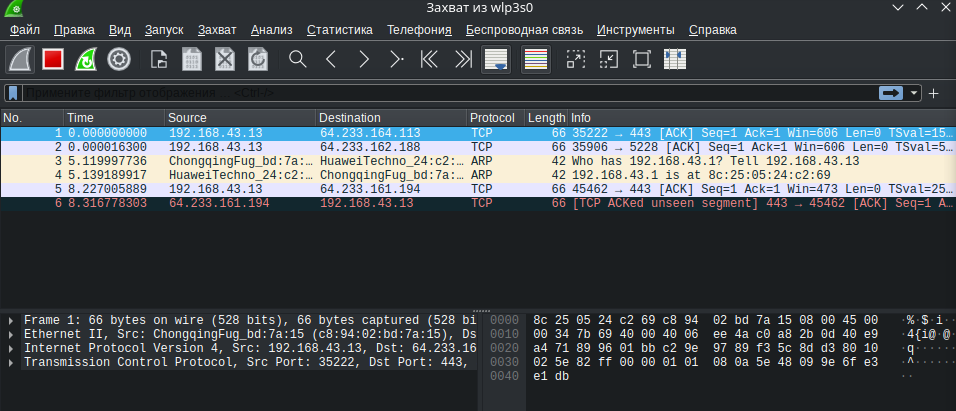 Захват из wlp3s0
Файл Правка Вид Запуск Захват Анализ Статистика Телефония Беспроводная связь Инструменты Справка
Примените фильтр отображения ... <Ctrl-/>
No. Time Source Destination Protocol Length Info
1 0.000000000 192.168.43.13 64.233.164.113 TCP 66 35222 → 443 [ACK] Seq=1 Ack=1 Win=606 Len=0 TSval=15…
2 0.000016300 192.168.43.13 64.233.162.188 TCP 66 35906 → 5228 [ACK] Seq=1 Ack=1 Win=606 Len=0 TSval=5…
3 5.119997736 ChongqingFug_bd:7a:… HuaweiTechno_24:c2:… ARP 42 Who has 192.168.43.1? Tell 192.168.43.13
4 5.139189917 HuaweiTechno_24:c2:… ChongqingFug_bd:7a:… ARP 42 192.168.43.1 is at 8c:25:05:24:c2:69
5 8.227005889 192.168.43.13 64.233.161.194 TCP 66 45462 → 443 [ACK] Seq=1 Ack=1 Win=473 Len=0 TSval=25…
6 8.316778303 64.233.161.194 192.168.43.13 TCP 66 [TCP ACKed unseen segment] 443 → 45462 [ACK] Seq=1 A…
Frame 1: 66 bytes on wire (528 bits), 66 bytes captured (528 bi
Ethernet II, Src: ChongqingFug_bd:7a:15 (c8:94:02:bd:7a:15), Ds
Internet Protocol Version 4, Src: 192.168.43.13, Dst: 64.233.16
Transmission Control Protocol, Src Port: 35222, Dst Port: 443,
0000 8c 25 05 24 c2 69 c8 94 02 bd 7a 15 08 00 45 00 ·%·$·i··
0010 00 34 7b 69 40 00 40 06 ee 4a c0 a8 2b 0d 40 e9 ·4{i@·@·
0020 a4 71 89 96 01 bb c2 9e 97 89 f3 5c 8d d3 80 10 ·q······
0030 02 5e 82 ff 00 00 01 01 08 0a 5e 48 09 9e 6f e3 ·^······
0040 e1 db ··